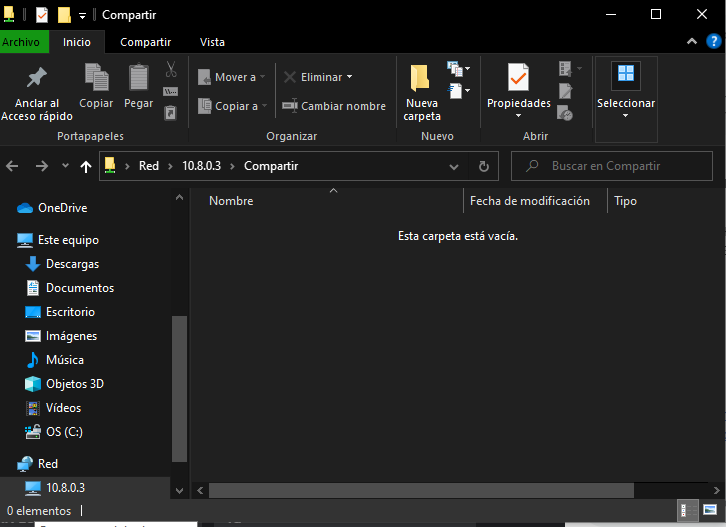 Compartir
Archivo Inicio Compartir Vista
Anclar al Acceso rápido
Copiar
Pegar
Mover a
Copiar a
Eliminar
Cambiar nombre
Nueva carpeta
Propiedades
Seleccionar
Portapapeles Organizar Nuevo Abrir
Red 10.8.0.3 Compartir
Buscar en Compartir
Nombre Fecha de modificación Tipo
Esta carpeta está vacía.
OneDrive
Este equipo
Descargas
Documentos
Escritorio
Imágenes
Música
Objetos 3D
Vídeos
OS (C:)
Red
10.8.0.3
0 elementos